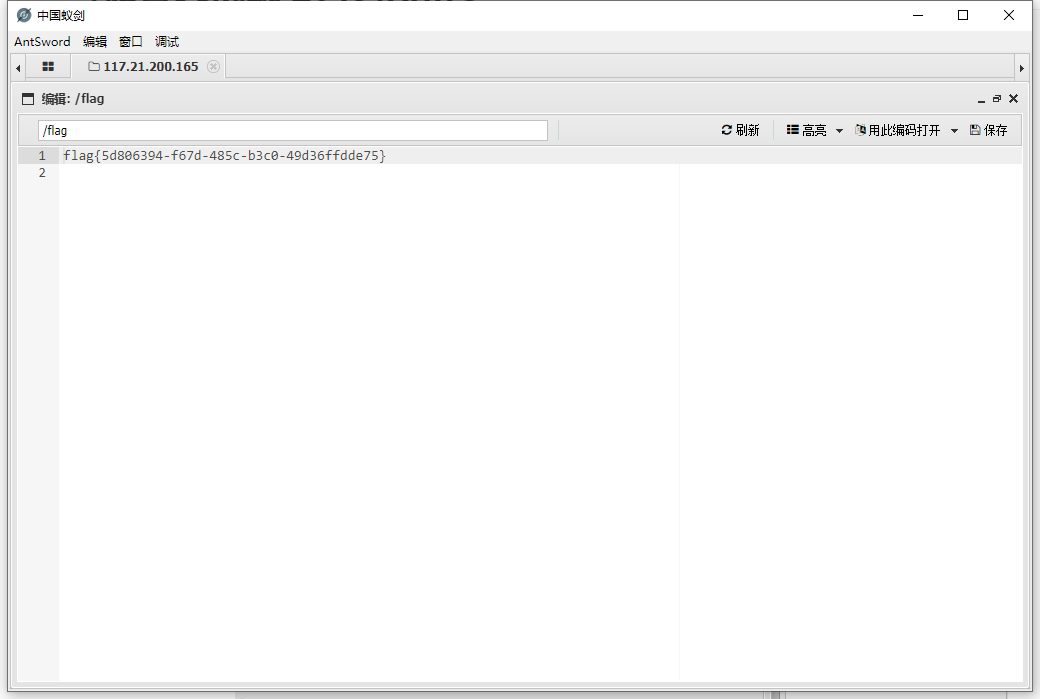 中国蚁剑
AntSword 编辑 窗口 调试
117.21.200.165
编辑: /flag
/flag 刷新 高亮 用此编码打开 保存
1 flag{5d806394-f67d-485c-b3c0-49d36ffdde75}
2